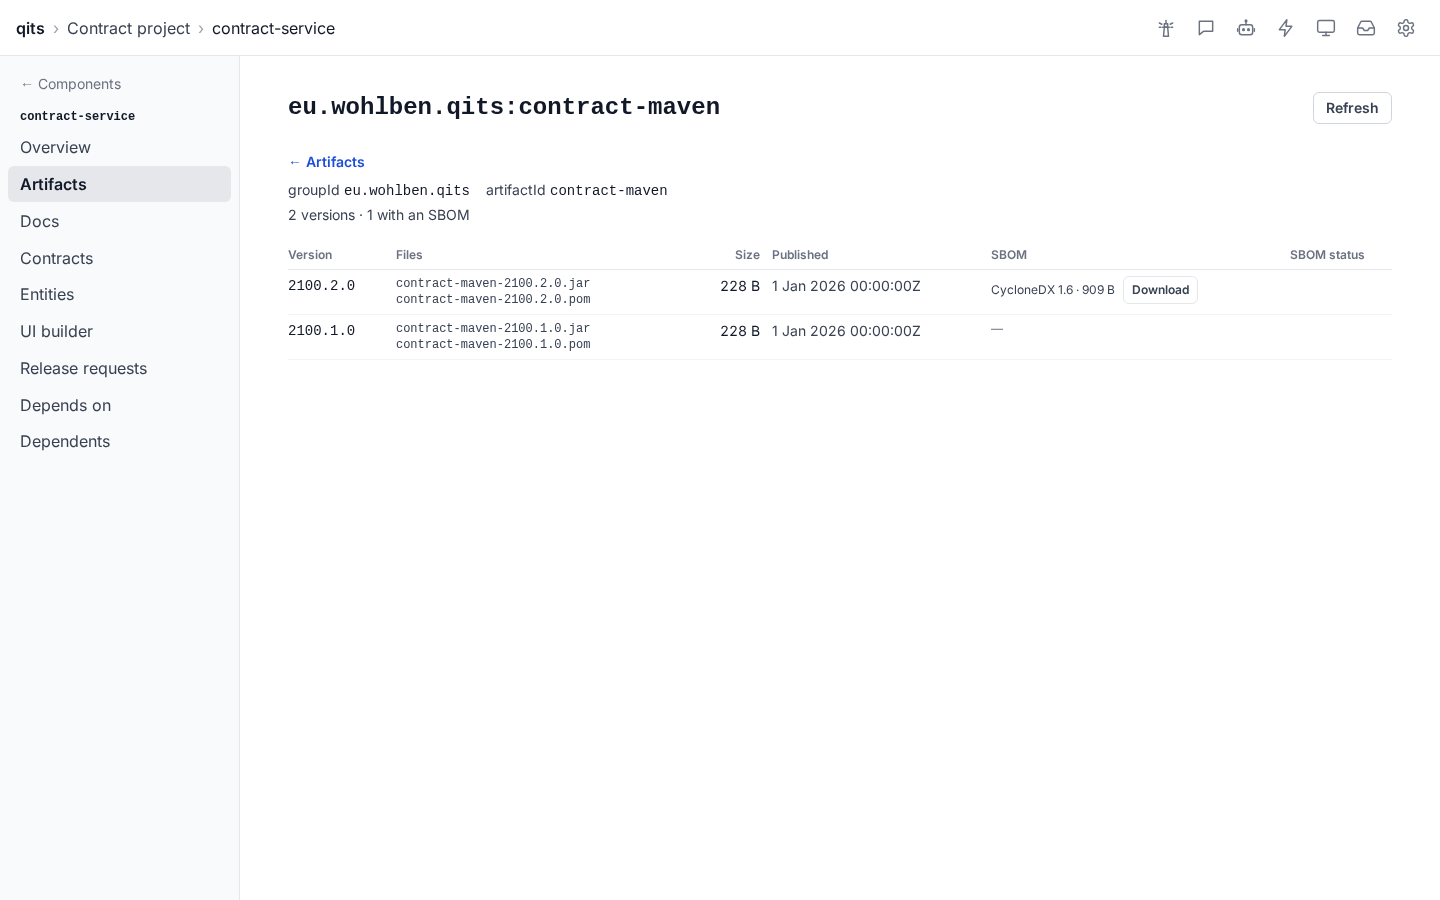 qits › Contract project › contract-service
← Components
contract-service
Overview
Artifacts
Docs
Contracts
Entities
UI builder
Release requests
Depends on
Dependents
eu.wohlben.qits:contract-maven
Refresh
← Artifacts
groupId eu.wohlben.qits artifactId contract-maven
2 versions · 1 with an SBOM
Version Files Size Published SBOM SBOM status
2100.2.0 contract-maven-2100.2.0.jar 228 B 1 Jan 2026 00:00:00Z CycloneDX 1.6 · 909 B Download
contract-maven-2100.2.0.pom
2100.1.0 contract-maven-2100.1.0.jar 228 B 1 Jan 2026 00:00:00Z —
contract-maven-2100.1.0.pom